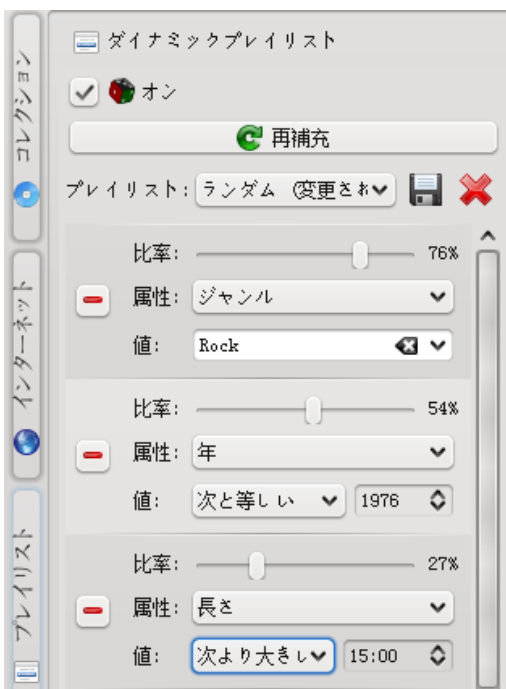 ダイナミックプレイリスト
オン
再補充
プレイリスト: ランダム (変更され
比率: 76%
属性: ジャンル
値: Rock
比率: 54%
属性: 年
値: 次と等しい 1976
比率: 27%
属性: 長さ
値: 次より大きい 15:00
コレクション
インターネット
プレイリスト